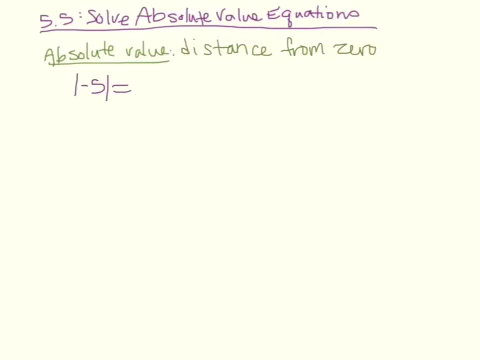 5.5: Solve Absolute Value Equations
Absolute value: distance from zero
|-5|=